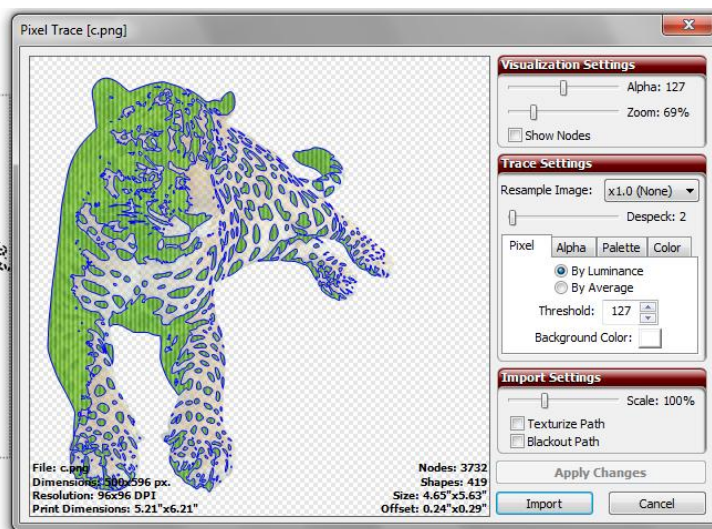 Pixel Trace [c.png]
Visualization Settings
Alpha: 127
Zoom: 69%
Show Nodes
Trace Settings
Resample Image: x1.0 (None)
Despeck: 2
Pixel Alpha Palette Color
By Luminance
By Average
Threshold: 127
Background Color:
Import Settings
Scale: 100%
Texturize Path
Blackout Path
Apply Changes
Import Cancel
File: c.png
Dimensions: 500x596 px.
Resolution: 96x96 DPI
Print Dimensions: 5.21"x6.21"
Nodes: 3732
Shapes: 419
Size: 4.65"x5.63"
Offset: 0.24"x0.29"